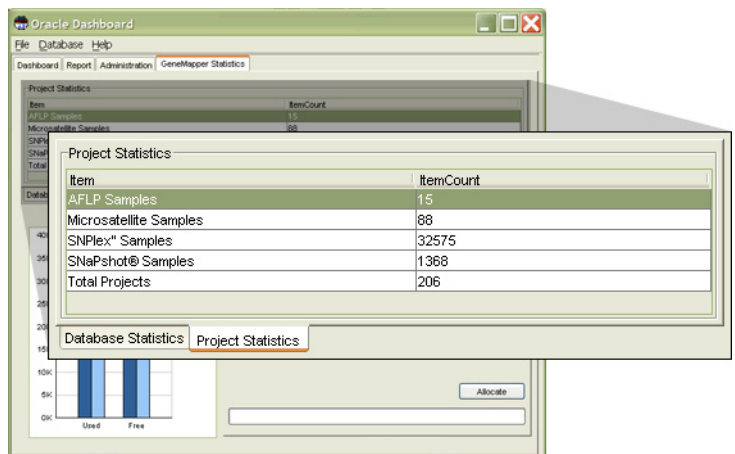 Oracle Dashboard
File Database Help
Dashboard Report Administration GeneMapper Statistics
Project Statistics
Item ItemCount
AFLP Samples 15
Microsatellite Samples 88
Project Statistics
Item ItemCount
AFLP Samples 15
Microsatellite Samples 88
SNPlex" Samples 32575
SNaPshot® Samples 1368
Total Projects 206
Database Statistics Project Statistics
10K
5K
0K
Used Free
Allocate